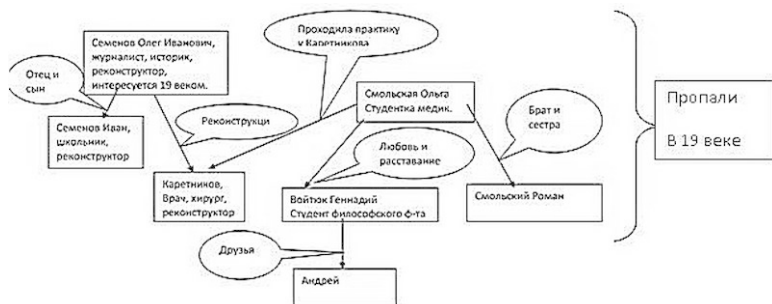 Семенов Олег Иванович,
журналист, историк,
реконструктор,
интересуется 19 веком.
Проходила практику
у Каретникова
Отец и
сын
Смольская Ольга
Студентка медик.
Пропали
В 19 веке
Семенов Иван,
школьник,
реконструктор
Реконструкци
Брат и
сестра
Любовь и
расставание
Каретников,
Врач, хирург,
реконструктор
Войтюк Геннадий
Студент философского ф-та
Смольский Роман
Друзья
Андрей